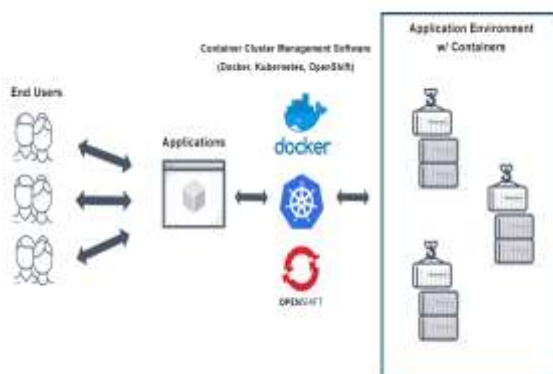 Application Environment
w/ Containers
Container Cluster Management Software
(Docker, Kubernetes, OpenShift)
End Users
Applications
docker
OPENSHIFT